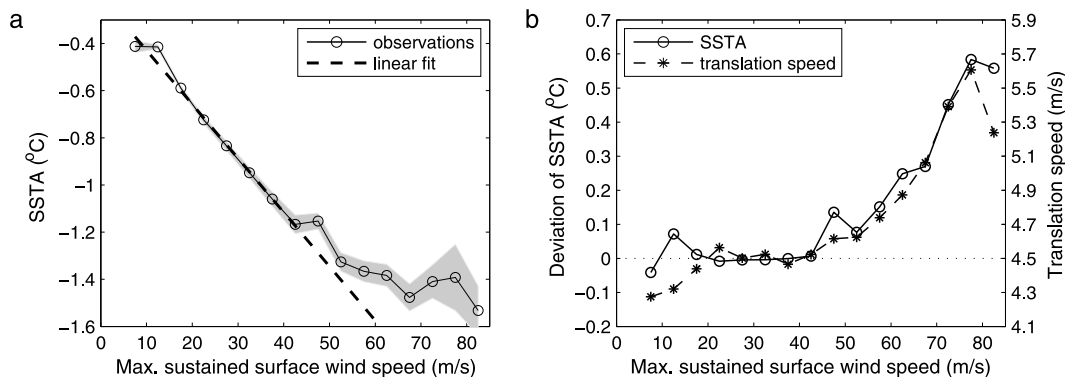 a
observations
linear fit
−0.4
−0.6
−0.8
−1
−1.2
−1.4
−1.6
SSTA (⁰C)
0 10 20 30 40 50 60 70 80
Max. sustained surface wind speed (m/s)
b
SSTA
translation speed
0.7
0.6
0.5
0.4
0.3
0.2
0.1
0
−0.1
−0.2
Deviation of SSTA (⁰C)
5.9
5.7
5.5
5.3
5.1
4.9
4.7
4.5
4.3
4.1
Translation speed (m/s)
0 10 20 30 40 50 60 70 80
Max. sustained surface wind speed (m/s)